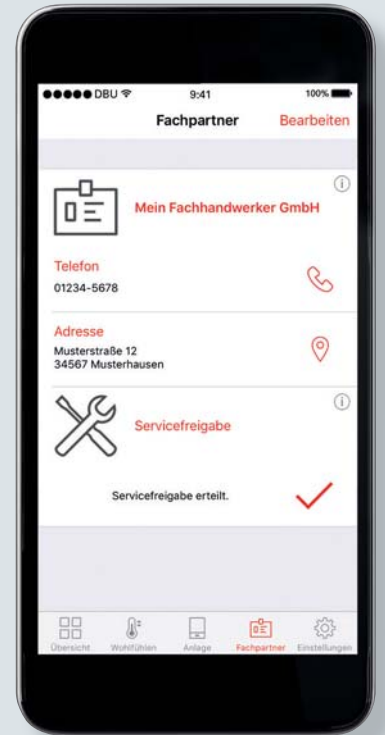 DBU 9:41 100%
Fachpartner Bearbeiten
Mein Fachhandwerker GmbH
Telefon
01234-5678
Adresse
Musterstraße 12
34567 Musterhausen
Servicefreigabe
Servicefreigabe erteilt.
Übersicht Wohlfühlen Anlage Fachpartner Einstellungen